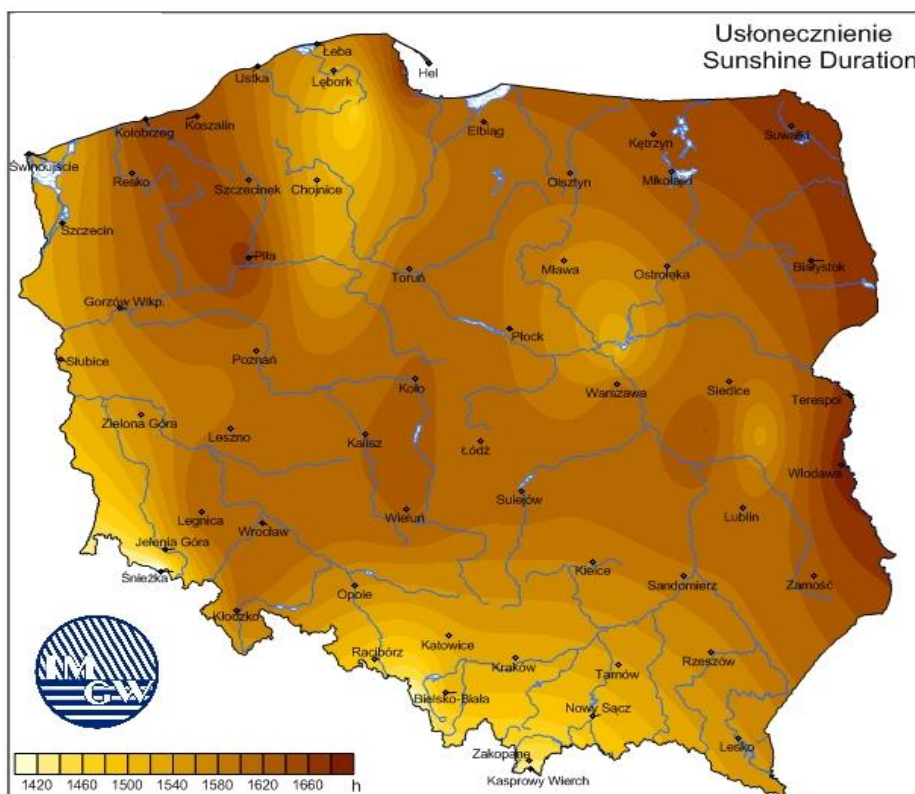 Usłonecznienie
Sunshine Duration
Łeba
Hel
Ustka
Lębork
Koszalin
Kołobrzeg
Elbląg
Suwałki
Kętrzyn
Świnoujście
Resko
Szczecinek
Chojnice
Olsztyn
Mikołajki
Szczecin
Piła
Toruń
Mława
Ostrołęka
Białystok
Gorzów Wlkp.
Płock
Słubice
Poznań
Koło
Warszawa
Siedlce
Terespol
Zielona Góra
Leszno
Kalisz
Łódź
Włodawa
Sulejów
Legnica
Wrocław
Wieluń
Lublin
Jelenia Góra
Śnieżka
Kielce
Sandomierz
Zamość
Opole
Kłodzko
Katowice
Racibórz
Kraków
Tarnów
Rzeszów
IM
GW
Bielsko-Biała
Nowy Sącz
Lesko
Zakopane
Kasprowy Wierch
1420 1460 1500 1540 1580 1620 1660 h